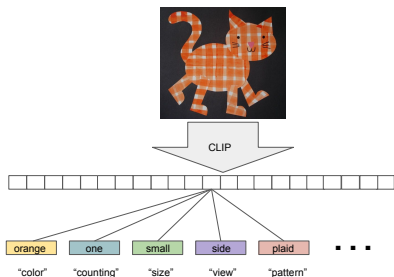 CLIP
orange one small side plaid
"color" "counting" "size" "view" "pattern"